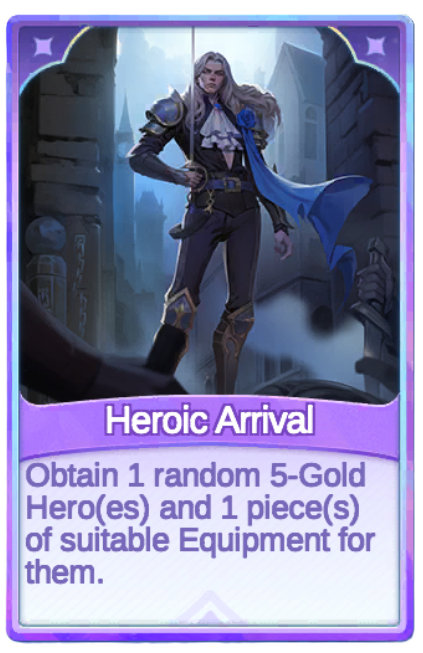 Heroic Arrival
Obtain 1 random 5-Gold
Hero(es) and 1 piece(s)
of suitable Equipment for
them.